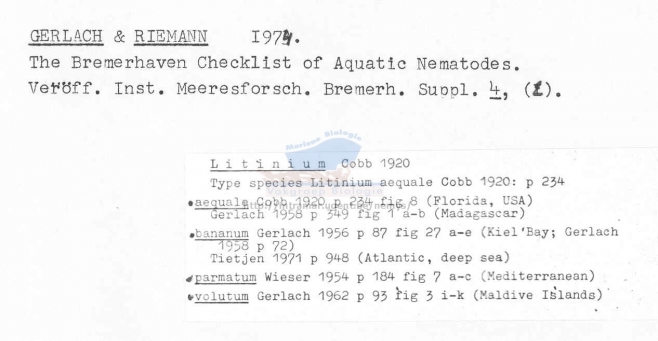 GERLACH & RIEMANN 1974.
The Bremerhaven Checklist of Aquatic Nematodes.
Veröff. Inst. Meeresforsch. Bremerh. Suppl. 4, (1).
Marine Biologie
Litinium Cobb 1920
Type species Litinium aequale Cobb 1920: p 234
Vakgroep Biologie
aequale Cobb 1920 p 234 fig 8 (Florida, USA)
Gerlach 1958 p 349 fig 1 a-b (Madagascar)
bananum Gerlach 1956 p 87 fig 27 a-e (Kiel Bay; Gerlach
1958 p 72)
Tietjen 1971 p 948 (Atlantic, deep sea)
parmatum Wieser 1954 p 184 fig 7 a-c (Mediterranean)
volutum Gerlach 1962 p 93 fig 3 i-k (Maldive Islands)